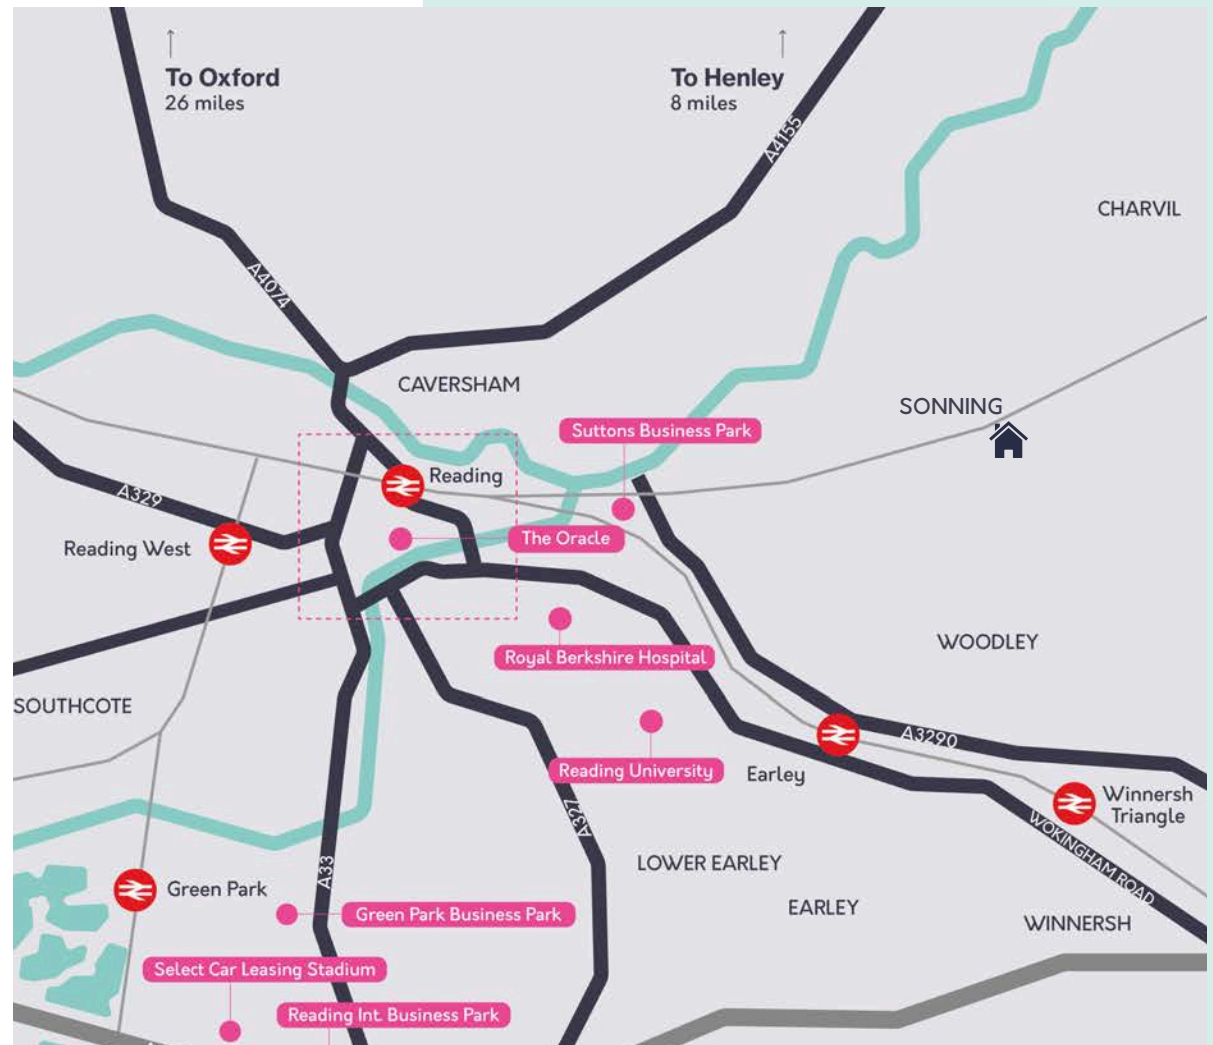 To Oxford
26 miles
To Henley
8 miles
A4155
CHARVIL
A4074
CAVERSHAM
SONNING
Suttons Business Park
Reading
A329
Reading West
The Oracle
WOODLEY
Royal Berkshire Hospital
SOUTHCOTE
A3290
Reading University
Earley
Winnersh
Triangle
A327
WOKINGHAM ROAD
LOWER EARLEY
A33
Green Park
EARLEY
Green Park Business Park
WINNERSH
Select Car Leasing Stadium
Reading Int. Business Park